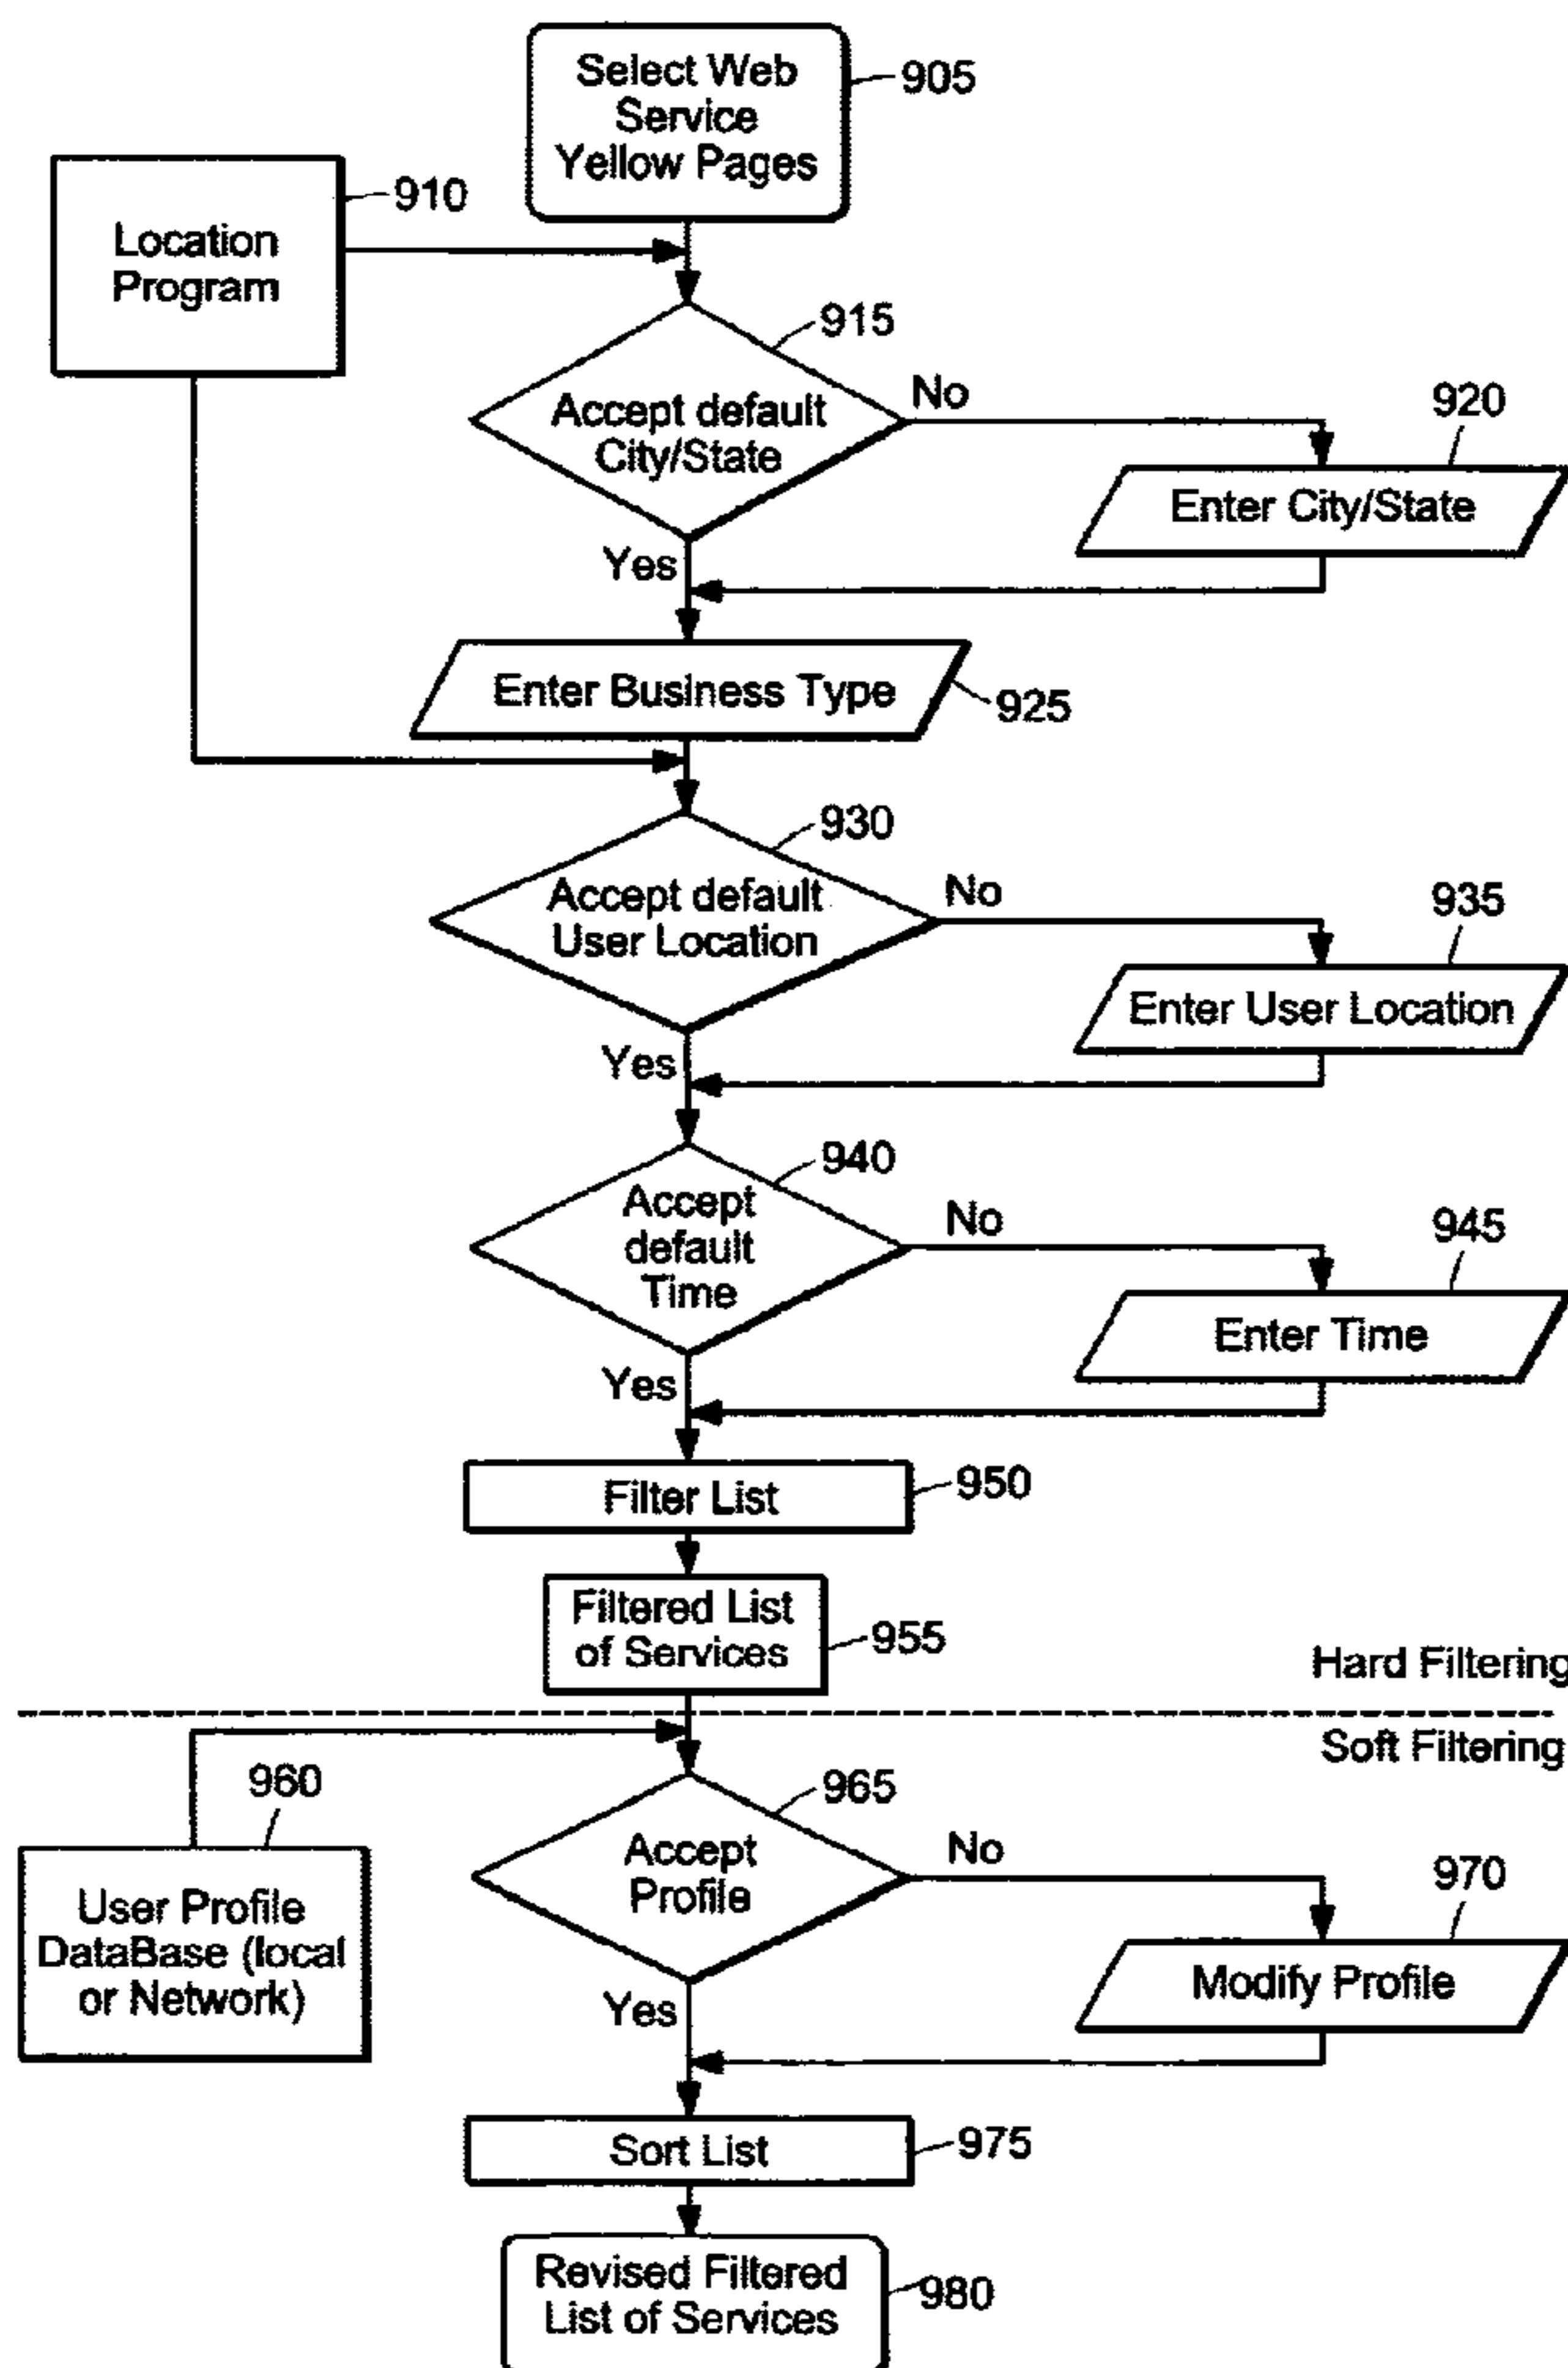 Select Web
Service
Yellow Pages
905
Location
Program
910
Accept default
City/State
915
No
Enter City/State
920
Yes
Enter Business Type
925
Accept default
User Location
930
No
Enter User Location
935
Yes
Accept
default
Time
940
No
Enter Time
945
Yes
Filter List
950
Filtered List
of Services
955
Hard Filtering
Soft Filtering
User Profile
DataBase (local
or Network)
960
Accept
Profile
965
No
Modify Profile
970
Yes
Sort List
975
Revised Filtered
List of Services
980